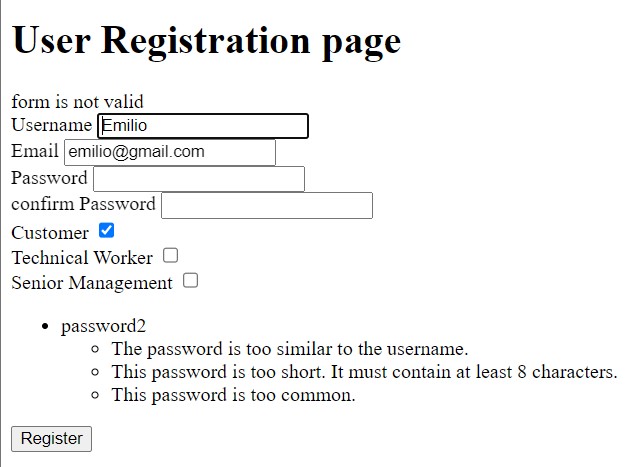 User Registration page
form is not valid
Username Emilio
Email emilio@gmail.com
Password
confirm Password
Customer
Technical Worker
Senior Management
password2
The password is too similar to the username.
This password is too short. It must contain at least 8 characters.
This password is too common.
Register